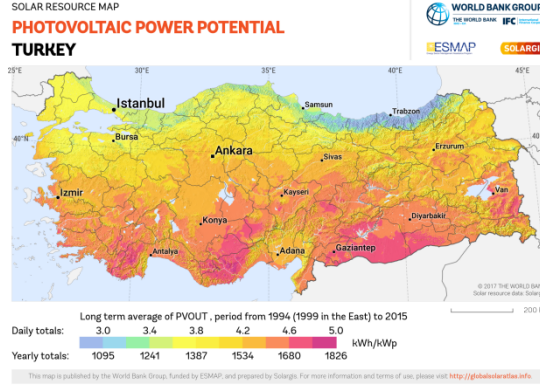 SOLAR RESOURCE MAP
PHOTOVOLTAIC POWER POTENTIAL
TURKEY
WORLD BANK GROUP
THE WORLD BANK IFC
ESMAP
SOLARGI
25°E 30°E 35°E 40°E 45°E
40°N 40°N
Istanbul
Samsun
Trabzon
Bursa
Ankara
Sivas
Erzurum
Izmir
Kayseri
Van
Konya
Diyarbakir
Antalya
Adana
Gaziantep
© 2017 THE WORLD BANK
Solar resource data: Solargi
200
Long term average of PVOUT , period from 1994 (1999 in the East) to 2015
Daily totals: 3.0 3.4 3.8 4.2 4.6 5.0
kWh/kWp
Yearly totals: 1095 1241 1387 1534 1680 1826
This map is published by the World Bank Group, funded by ESMAP, and prepared by Solargis. For more information and terms of use, please visit http://globalsolaratlas.info.